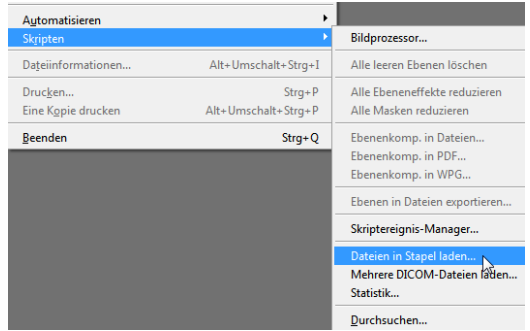 Automatisieren
Skripten
Dateiinformationen... Alt+Umschalt+Strg+I
Drucken... Strg+P
Eine Kopie drucken Alt+Umschalt+Strg+P
Beenden Strg+Q
Bildprozessor...
Alle leeren Ebenen löschen
Alle Ebeneneffekte reduzieren
Alle Masken reduzieren
Ebenenkomp. in Dateien...
Ebenenkomp. in PDF...
Ebenenkomp. in WPG...
Ebenen in Dateien exportieren...
Skriptereignis-Manager...
Dateien in Stapel laden...
Mehrere DICOM-Dateien laden...
Statistik...
Durchsuchen...